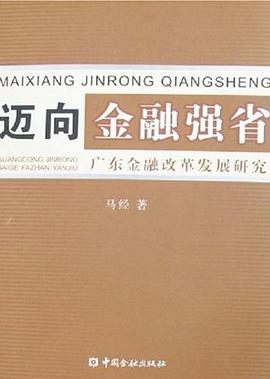 MAIXIANG JINRONG QIANGSHENG
迈向 金融强省
GUANGDONG JINRONG
GAIGE FAZHAN YANJIU
广东金融改革发展研究
马经 著
中国金融出版社